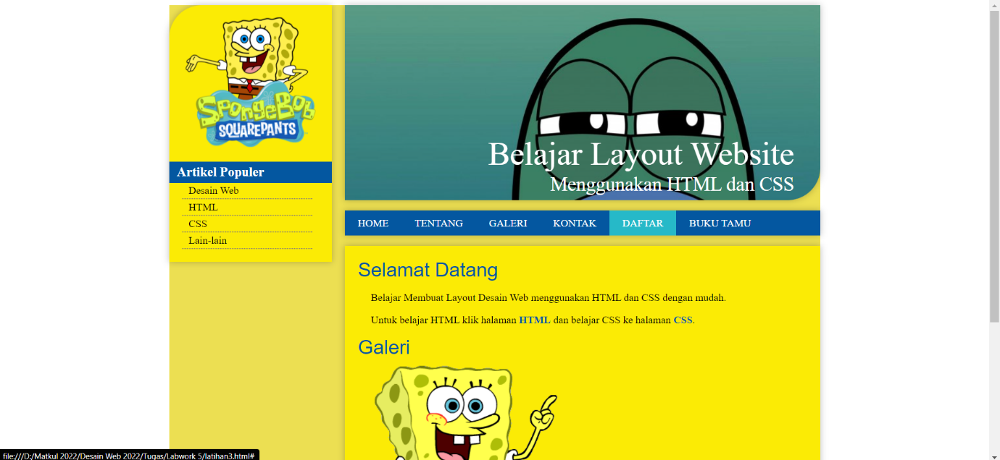 SPONGEBOB
SQUAREPANTS
Artikel Populer
Desain Web
HTML
CSS
Lain-lain
Belajar Layout Website
Menggunakan HTML dan CSS
HOME TENTANG GALERI KONTAK DAFTAR BUKU TAMU
Selamat Datang
Belajar Membuat Layout Desain Web menggunakan HTML dan CSS dengan mudah.
Untuk belajar HTML klik halaman HTML dan belajar CSS ke halaman CSS.
Galeri
file:///D:/Matkul 2022/Desain Web 2022/Tugas/Labwork 5/latihan3.html#